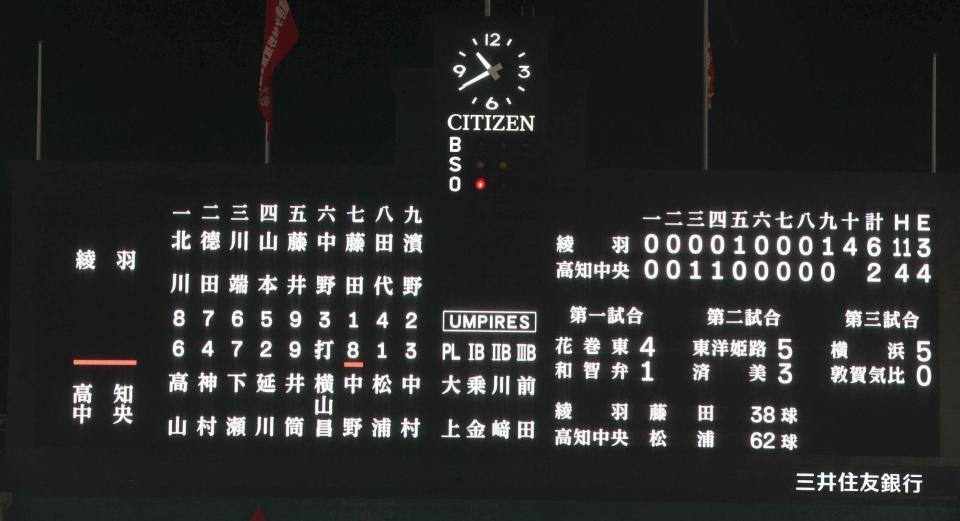 12
9 3
6
CITIZEN
B
S
O
綾羽
高知中央
一 二 三 四 五 六 七 八 九
北川 徳田 川端 山本 藤井 中野 藤田 田代 濱野
8 7 6 5 9 3 1 4 2
6 4 7 2 9 打 8 1 3
高山 神村 下瀬 延川 井筒 横山昌 中野 松浦 中村
UMPIRES
PL IB IIB IIIB
大上 乗金 川﨑 前田
一二三四五六七八九十計HE
綾羽 0 0 0 0 1 0 0 0 1 4 6 11 3
高知中央 0 0 1 1 0 0 0 0 0 2 4 4
第一試合 第二試合 第三試合
花巻東 4 東洋姫路 5 横浜 5
和智弁 1 済美 3 敦賀気比 0
綾羽 藤田 38球
高知中央 松浦 62球
三井住友銀行